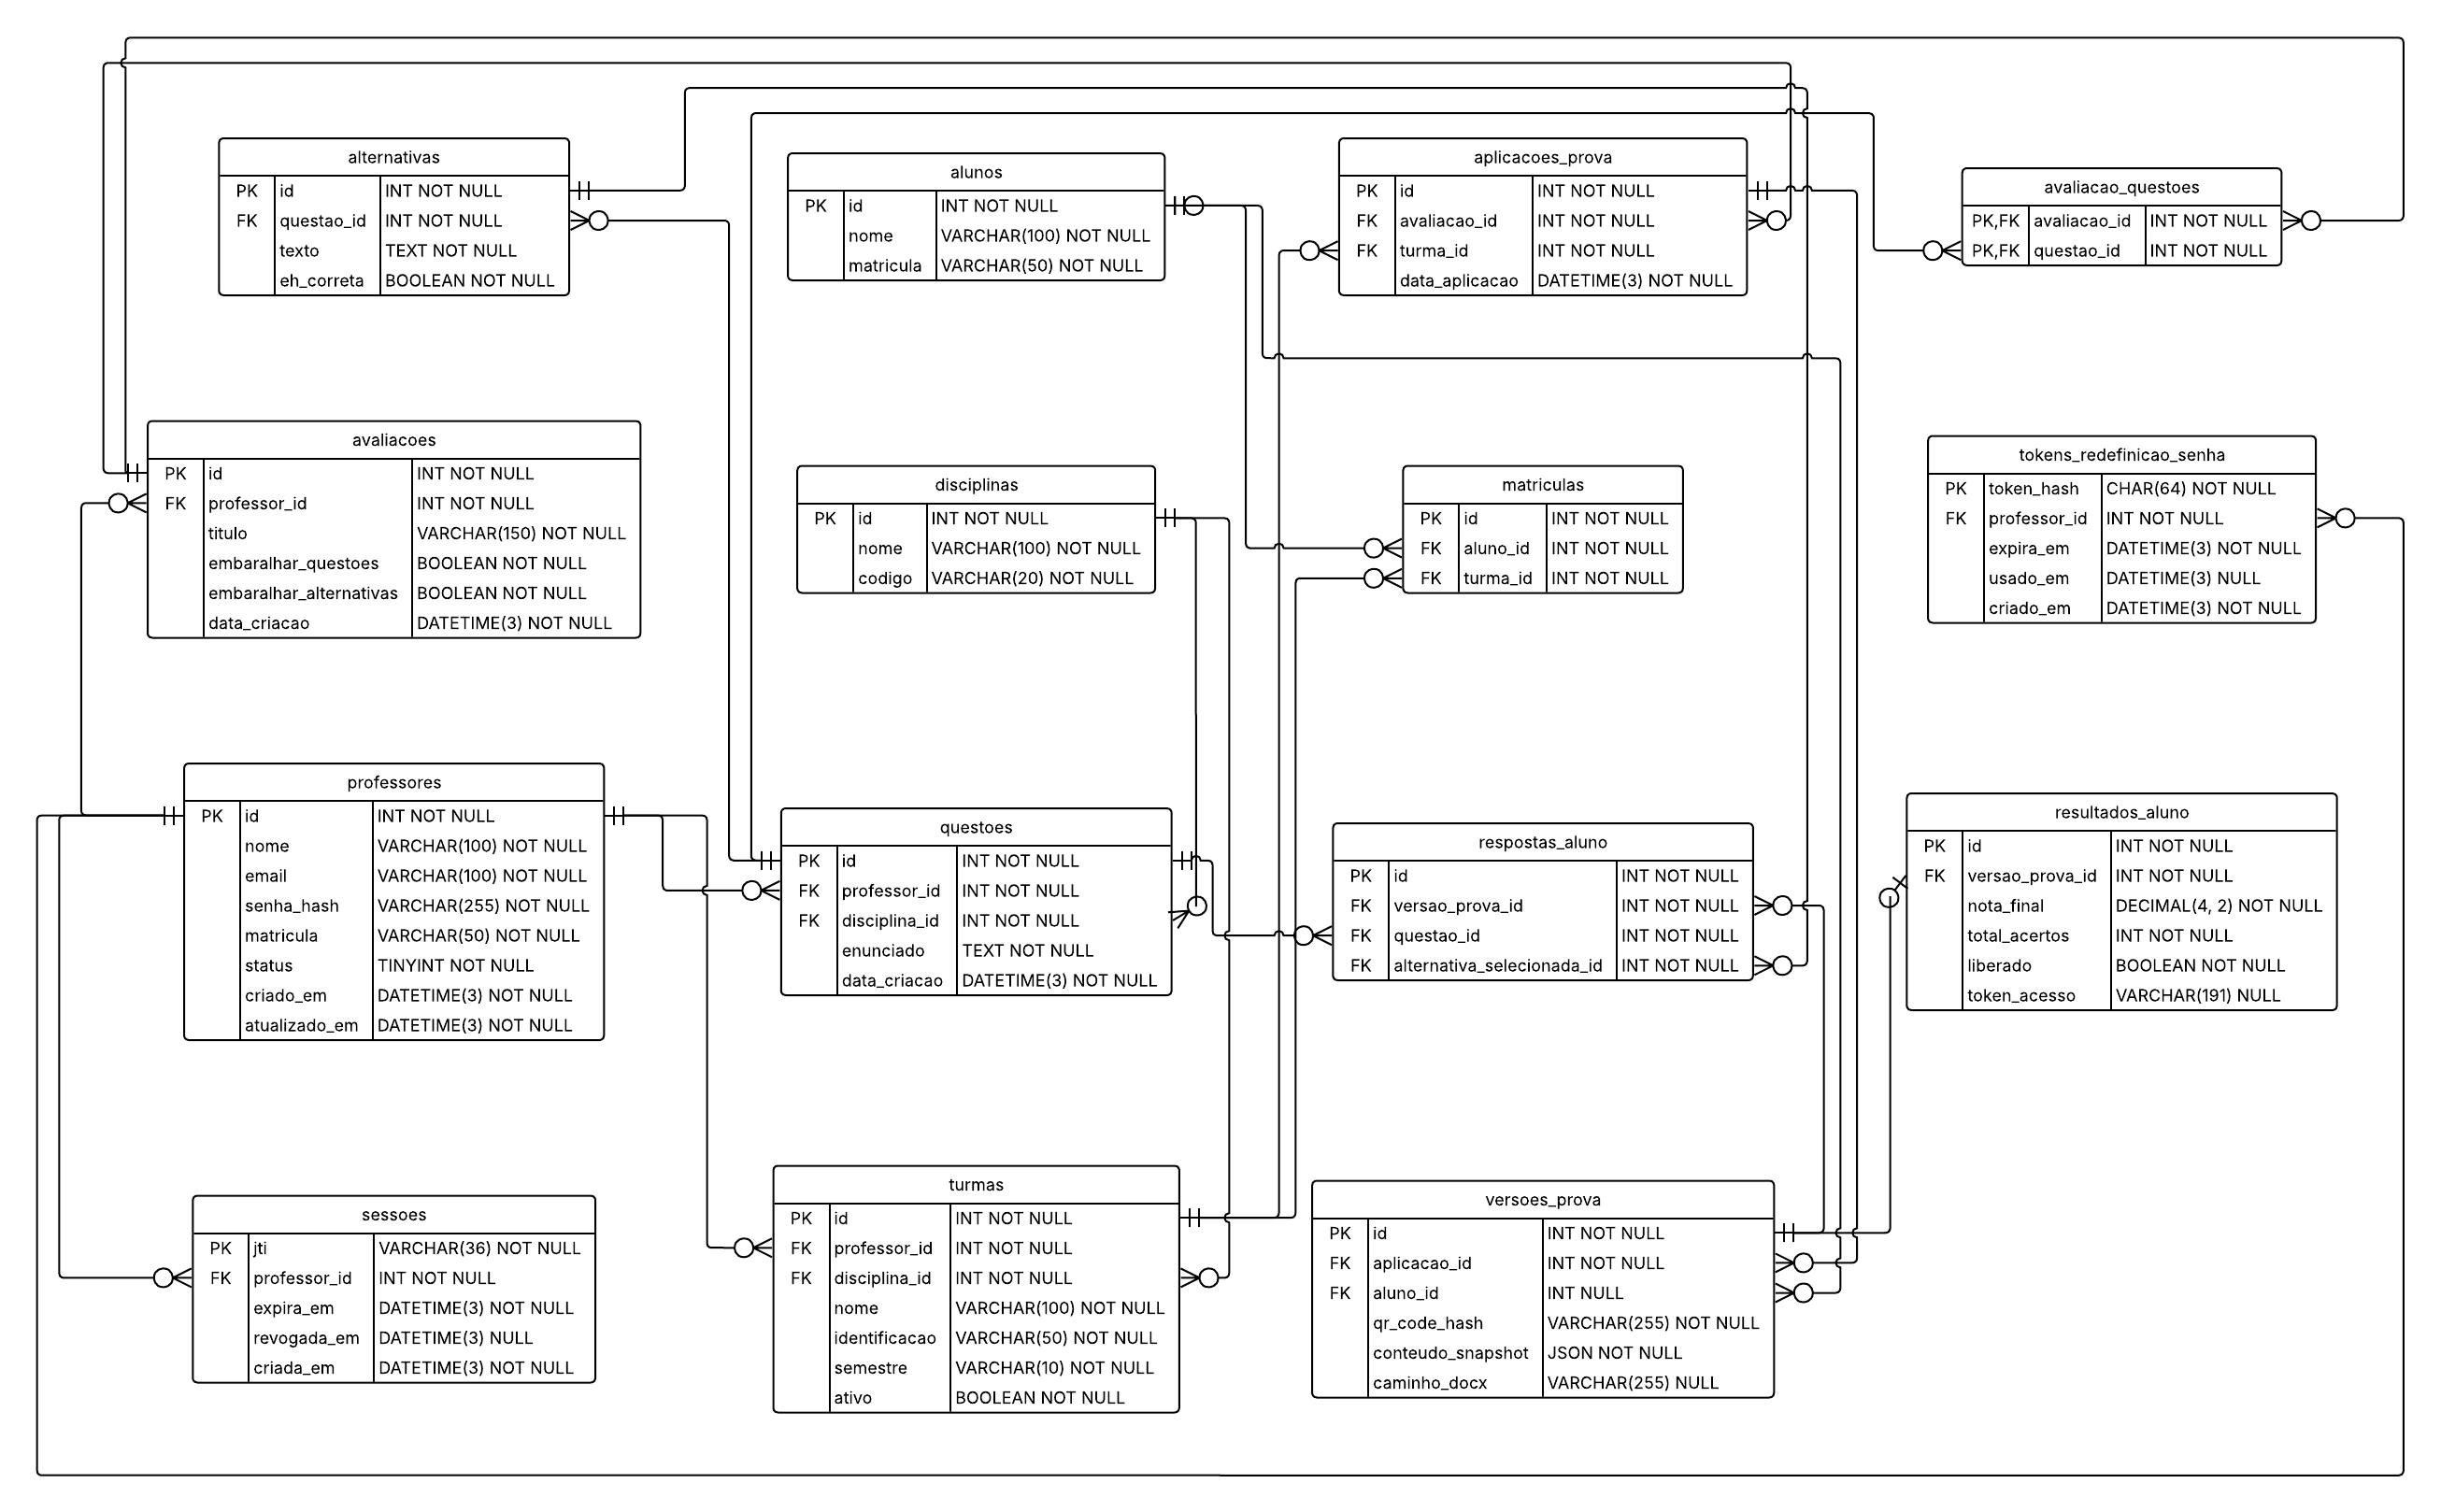 alternativas
PK id INT NOT NULL
FK questao_id INT NOT NULL
texto TEXT NOT NULL
eh_correta BOOLEAN NOT NULL
alunos
PK id INT NOT NULL
nome VARCHAR(100) NOT NULL
matricula VARCHAR(50) NOT NULL
aplicacoes_prova
PK id INT NOT NULL
FK avaliacao_id INT NOT NULL
FK turma_id INT NOT NULL
data_aplicacao DATETIME(3) NOT NULL
avaliacao_questoes
PK,FK avaliacao_id INT NOT NULL
PK,FK questao_id INT NOT NULL
avaliacoes
PK id INT NOT NULL
FK professor_id INT NOT NULL
titulo VARCHAR(150) NOT NULL
embaralhar_questoes BOOLEAN NOT NULL
embaralhar_alternativas BOOLEAN NOT NULL
data_criacao DATETIME(3) NOT NULL
disciplinas
PK id INT NOT NULL
nome VARCHAR(100) NOT NULL
codigo VARCHAR(20) NOT NULL
matriculas
PK id INT NOT NULL
FK aluno_id INT NOT NULL
FK turma_id INT NOT NULL
tokens_redefinicao_senha
PK token_hash CHAR(64) NOT NULL
FK professor_id INT NOT NULL
expira_em DATETIME(3) NOT NULL
usado_em DATETIME(3) NULL
criado_em DATETIME(3) NOT NULL
professores
PK id INT NOT NULL
nome VARCHAR(100) NOT NULL
email VARCHAR(100) NOT NULL
senha_hash VARCHAR(255) NOT NULL
matricula VARCHAR(50) NOT NULL
status TINYINT NOT NULL
criado_em DATETIME(3) NOT NULL
atualizado_em DATETIME(3) NOT NULL
questoes
PK id INT NOT NULL
FK professor_id INT NOT NULL
FK disciplina_id INT NOT NULL
enunciado TEXT NOT NULL
data_criacao DATETIME(3) NOT NULL
respostas_aluno
PK id INT NOT NULL
FK versao_prova_id INT NOT NULL
FK questao_id INT NOT NULL
FK alternativa_selecionada_id INT NOT NULL
resultados_aluno
PK id INT NOT NULL
FK versao_prova_id INT NOT NULL
nota_final DECIMAL(4, 2) NOT NULL
total_acertos INT NOT NULL
liberado BOOLEAN NOT NULL
token_acesso VARCHAR(191) NULL
sessoes
PK jti VARCHAR(36) NOT NULL
FK professor_id INT NOT NULL
expira_em DATETIME(3) NOT NULL
revogada_em DATETIME(3) NULL
criada_em DATETIME(3) NOT NULL
turmas
PK id INT NOT NULL
FK professor_id INT NOT NULL
FK disciplina_id INT NOT NULL
nome VARCHAR(100) NOT NULL
identificacao VARCHAR(50) NOT NULL
semestre VARCHAR(10) NOT NULL
ativo BOOLEAN NOT NULL
versoes_prova
PK id INT NOT NULL
FK aplicacao_id INT NOT NULL
FK aluno_id INT NULL
qr_code_hash VARCHAR(255) NOT NULL
conteudo_snapshot JSON NOT NULL
caminho_docx VARCHAR(255) NULL